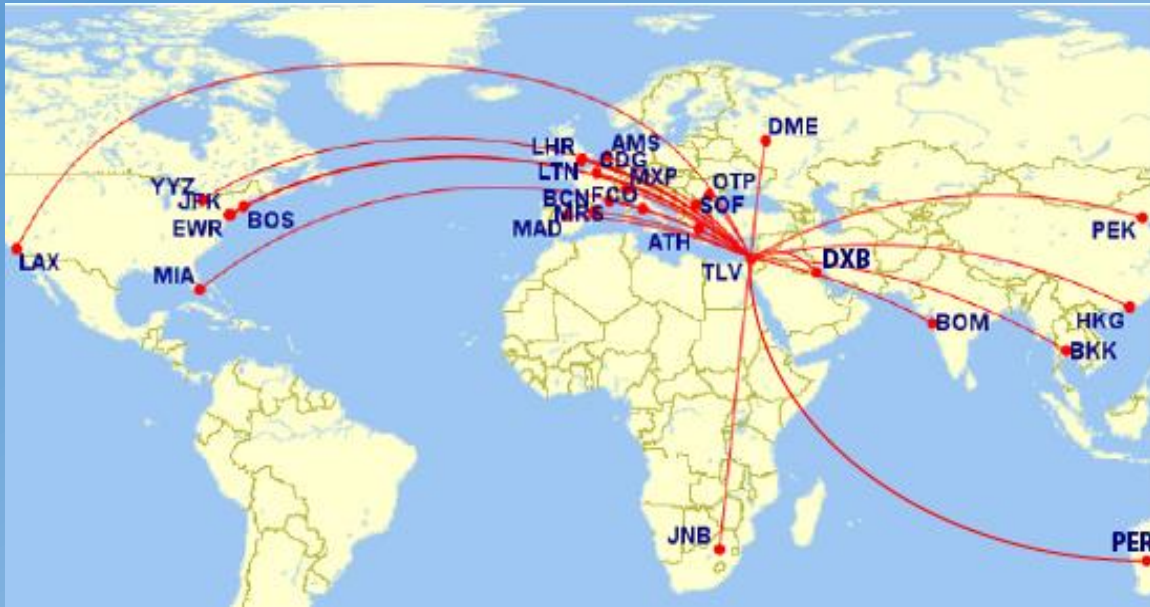 DME
LHR
AMS
CDG
LTN
MXP
YYZ
JFK
BCN
FCO
OTP
SOF
EWR
BOS
MAD
MRS
ATH
PEK
LAX
MIA
TLV
DXB
HKG
BOM
BKK
JNB
PER